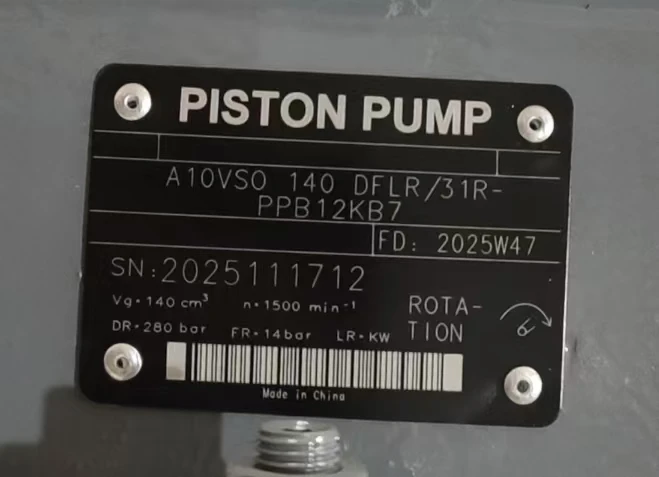 PISTON PUMP
A10VSO 140 DFLR/31R-
PPB12KB7
FD: 2025W47
SN:2025111712
Vg=140 cm³ n=1500 min⁻¹
DR=280 bar FR=14bar LR=KW
ROTA-
TION
Made in China